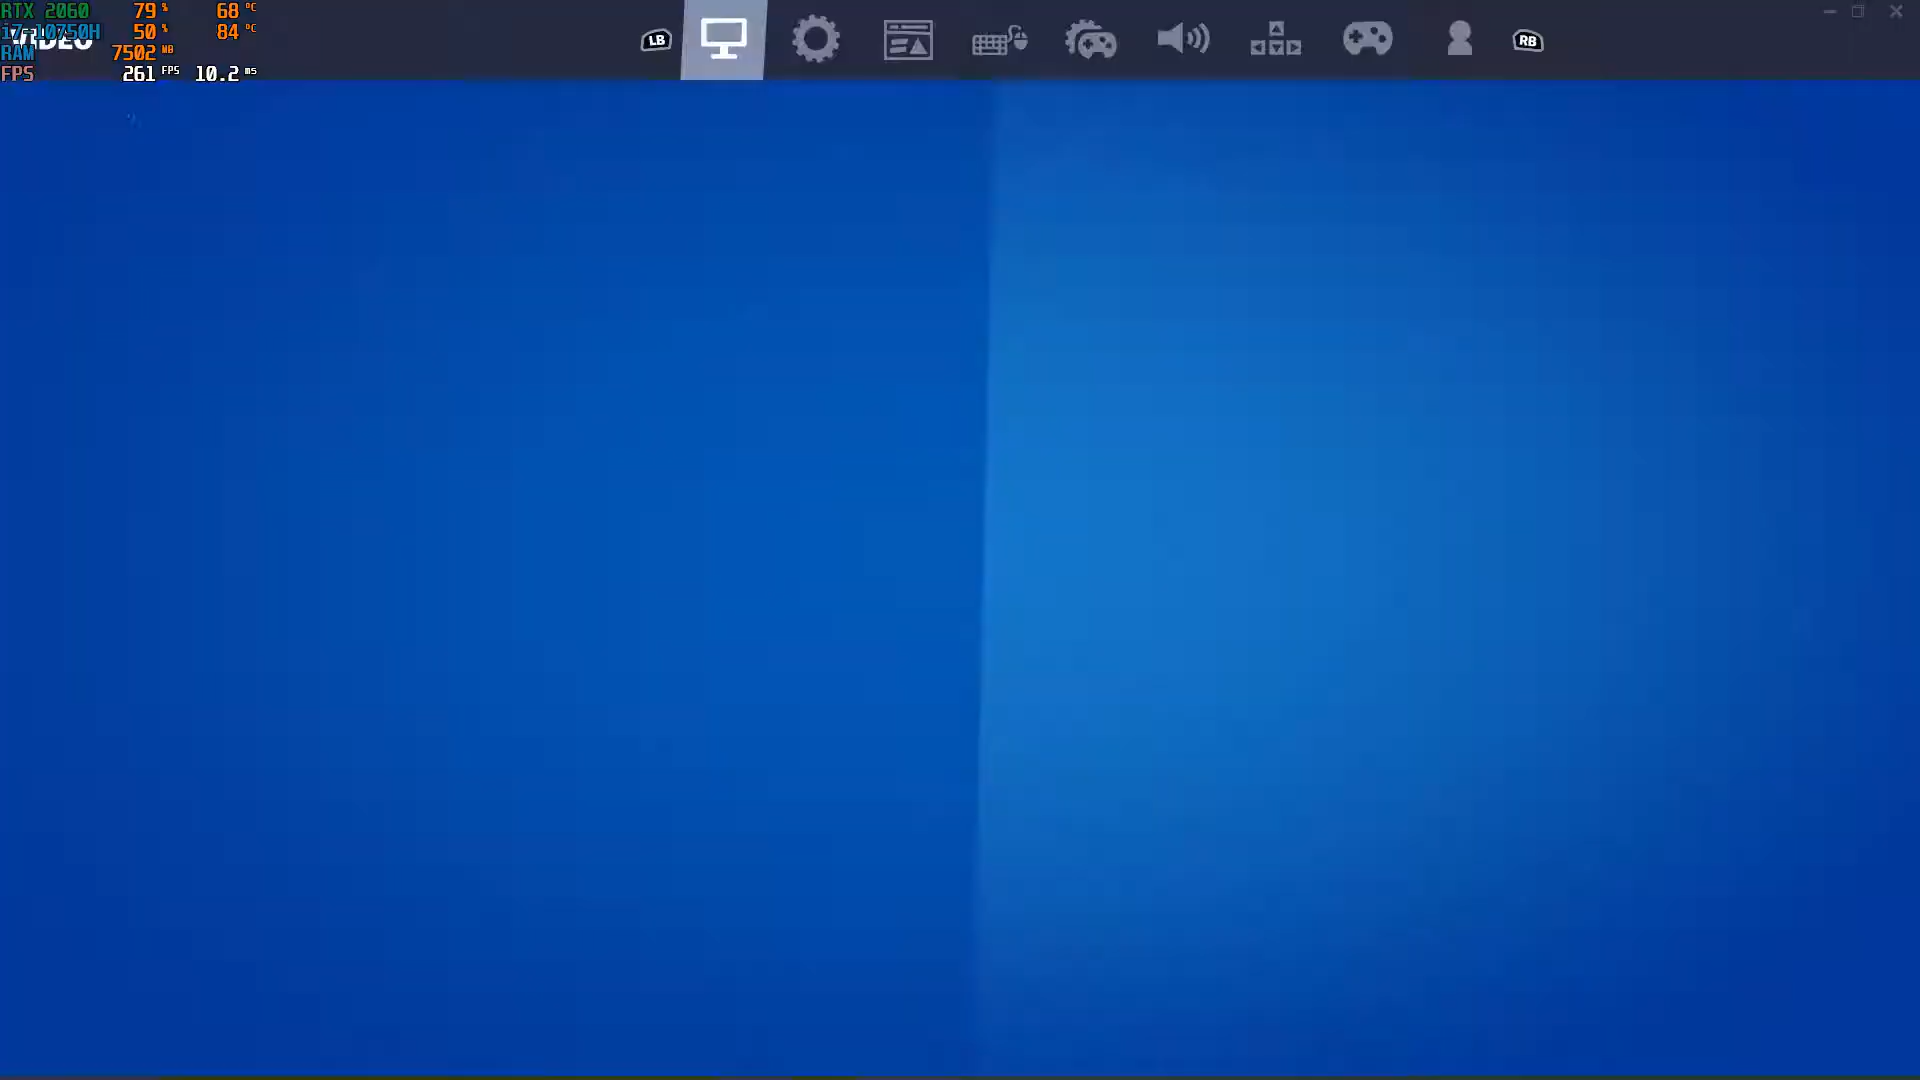 RTX 2060 79 % 68 °C
i7-10750H 50 % 84 °C
VIDEO
RAM 7502 MB
FPS 261 FPS 10.2 ms
LB
RB